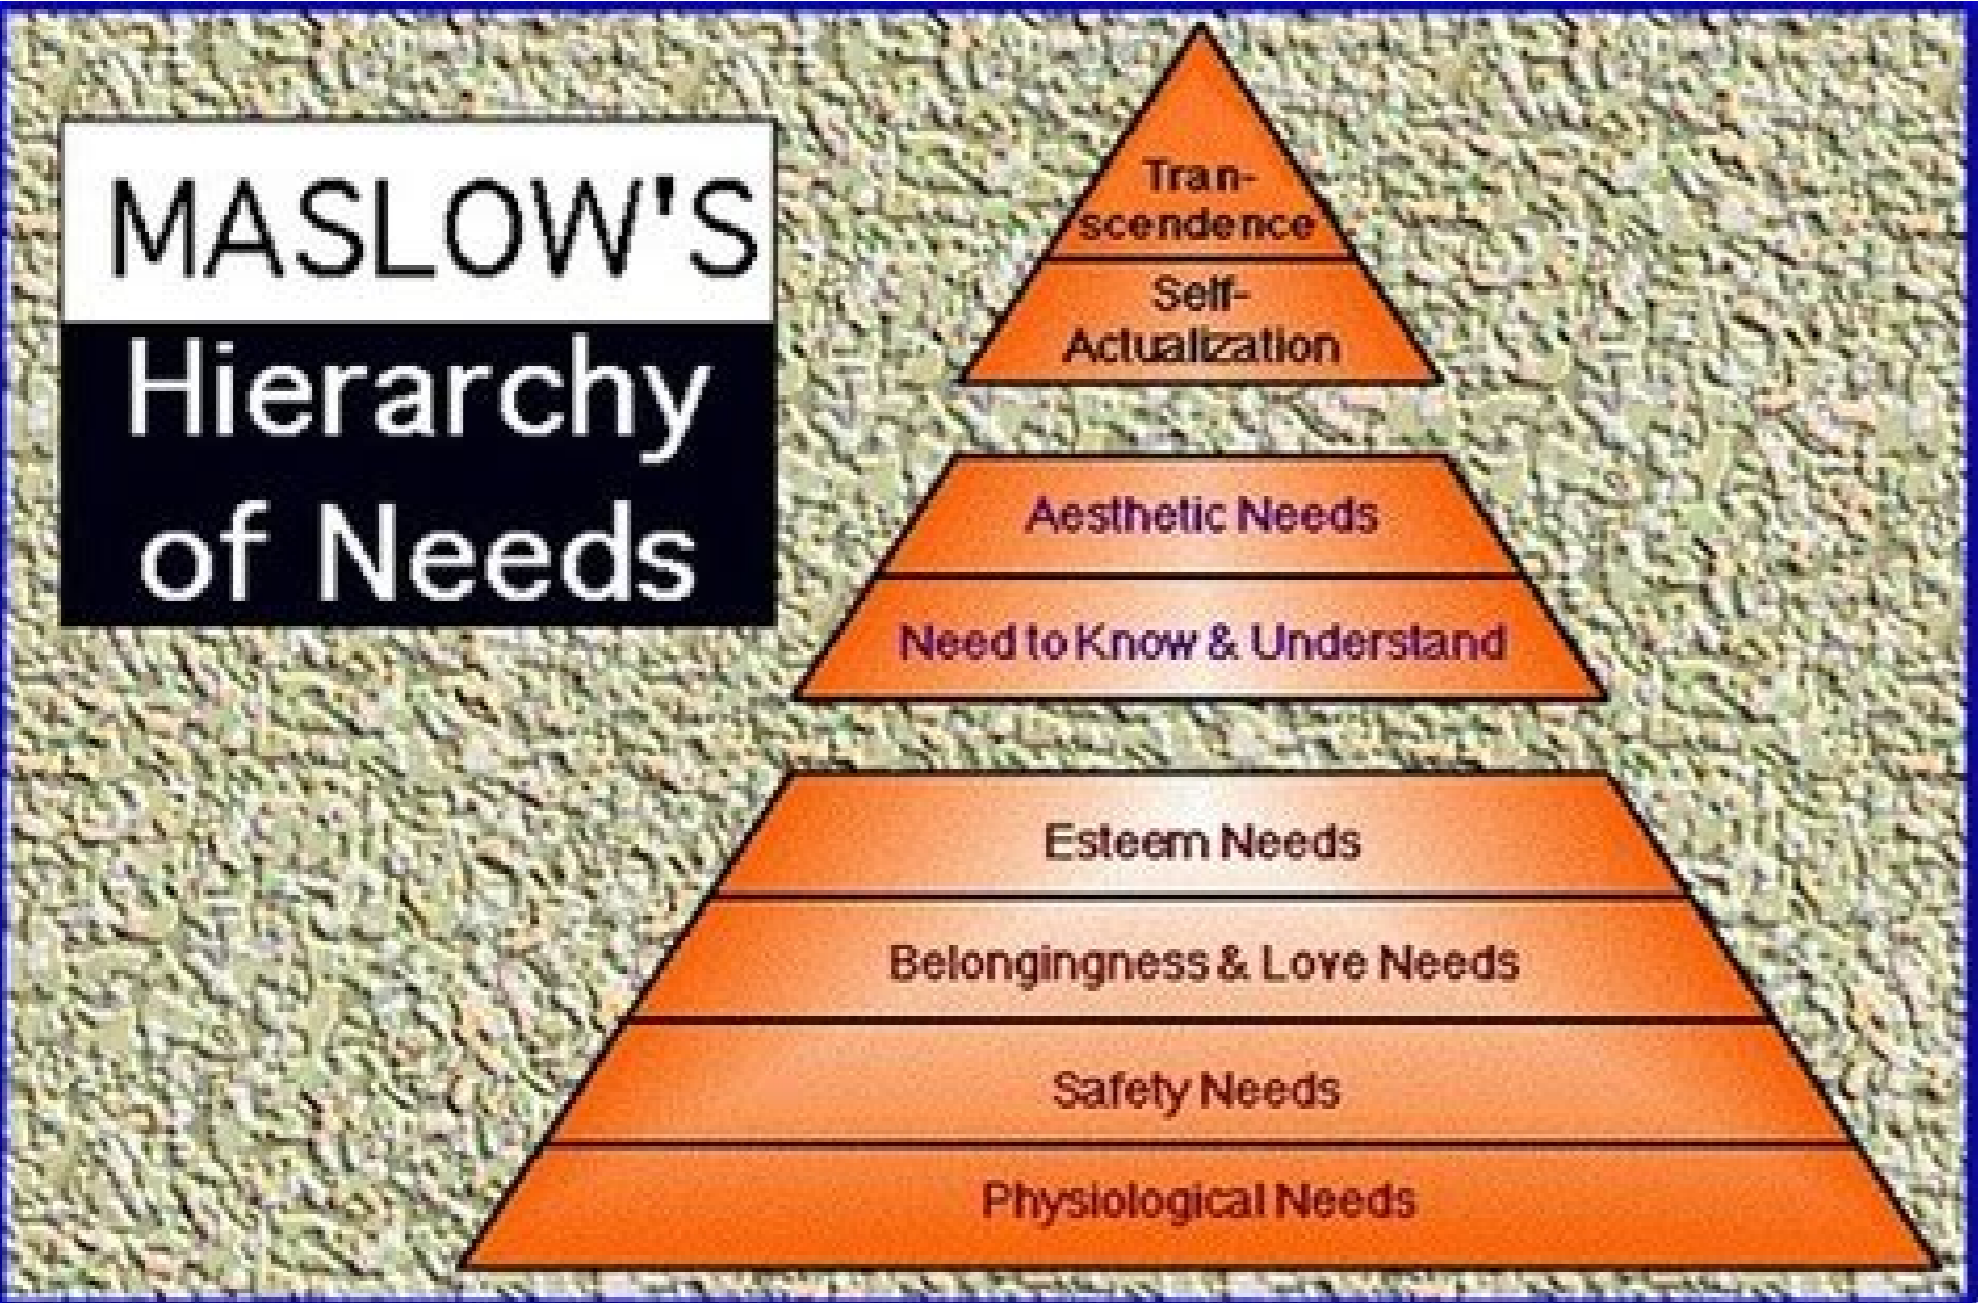 MASLOW'S
Hierarchy
of Needs
Tran-
scendence
Self-
Actualization
Aesthetic Needs
Need to Know & Understand
Esteem Needs
Belongingness & Love Needs
Safety Needs
Physiological Needs